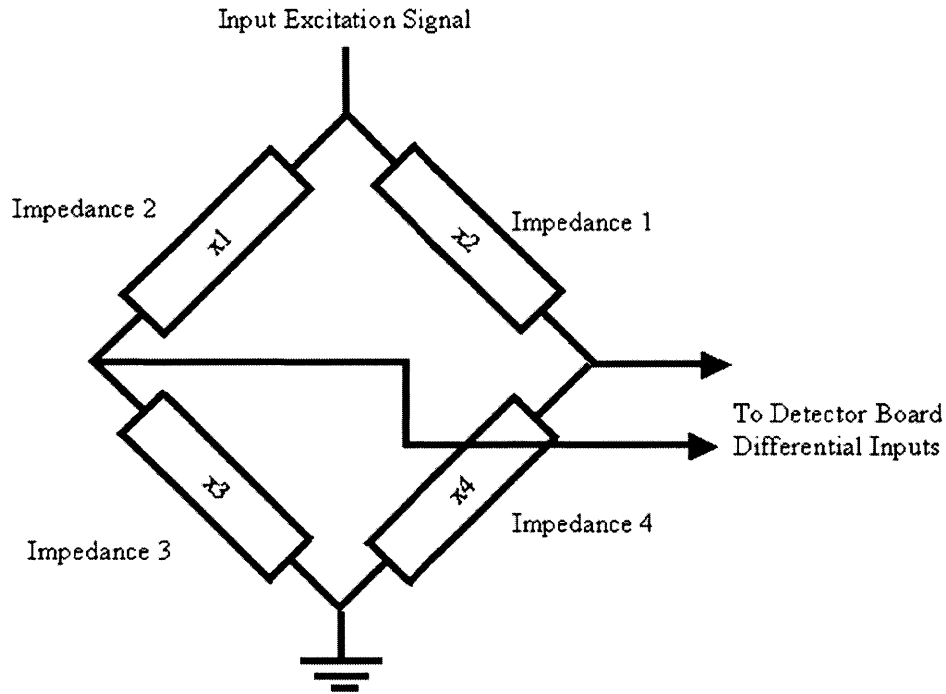 Input Excitation Signal
Impedance 2
x1
x2
Impedance 1
To Detector Board
Differential Inputs
x3
x4
Impedance 3
Impedance 4